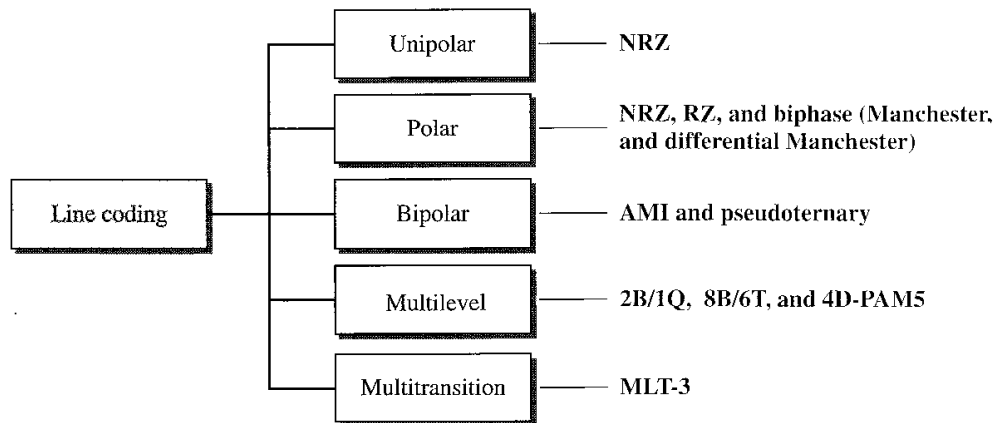 Line coding
Unipolar
NRZ
Polar
NRZ, RZ, and biphase (Manchester,
and differential Manchester)
Bipolar
AMI and pseudoternary
Multilevel
2B/1Q, 8B/6T, and 4D-PAM5
Multitransition
MLT-3